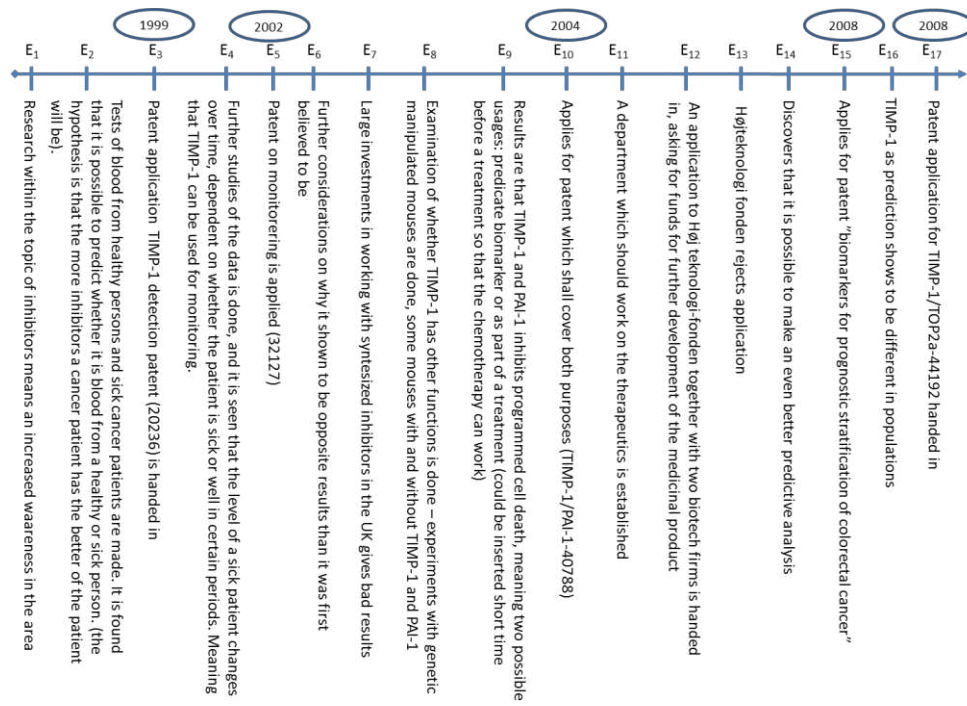 1999
2002
2004
2008
2008
E1
E2
E3
E4
E5
E6
E7
E8
E9
E10
E11
E12
E13
E14
E15
E16
E17
Research within the topic of inhibitors means an increased waareness in the area
Tests of blood from healthy persons and sick cancer patients are made. It is found
that it is possible to predict whether it is blood from a healthy or sick person. (the
hypothesis is that the more inhibitors a cancer patient has the better of the patient
will be).
Patent application TIMP-1 detection patent (20236) is handed in
Further studies of the data is done, and it is seen that the level of a sick patient changes
over time, dependent on whether the patient is sick or well in certain periods. Meaning
that TIMP-1 can be used for monitoring.
Patent on monitorering is applied (32127)
Further considerations on why it shown to be opposite results than it was first
believed to be
Large investments in working with syntesized inhibitors in the UK gives bad results
Examination of whether TIMP-1 has other functions is done – experiments with genetic
manipulated mouses are done, some mouses with and without TIMP-1 and PAI-1
Results are that TIMP-1 and PAI-1 inhibits programmed cell death, meaning two possible
usages: predicate biomarker or as part of a treatment (could be inserted short time
before a treatment so that the chemotherapy can work)
Applies for patent which shall cover both purposes (TIMP-1/PAI-1-40788)
A department which should work on the therapeutics is established
An application to Høj teknologi-fonden together with two biotech firms is handed
in, asking for funds for further development of the medicinal product
Højteknologi fonden rejects application
Discovers that it is possible to make an even better predictive analysis
Applies for patent "biomarkers for prognostic stratification of colorectal cancer"
TIMP-1 as prediction shows to be different in populations
Patent application for TIMP-1/TOP2a-44192 handed in